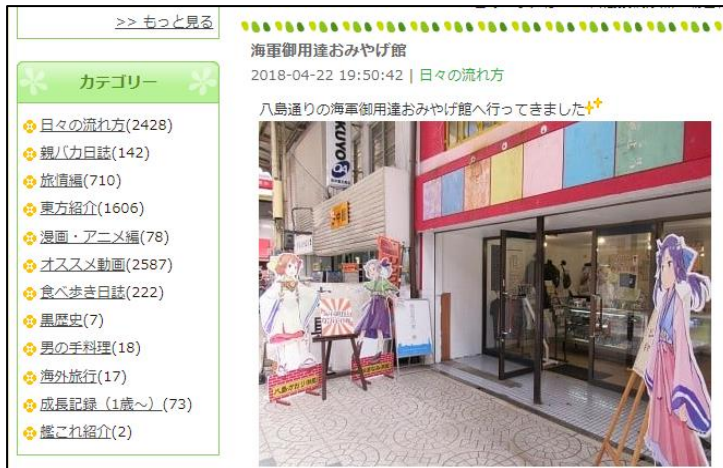 >> もっと見る
カテゴリー
日々の流れ方(2428)
親バカ日誌(142)
旅情編(710)
東方紹介(1606)
漫画・アニメ編(78)
オススメ動画(2587)
食べ歩き日誌(222)
黒歴史(7)
男の手料理(18)
海外旅行(17)
成長記録（1歳～）(73)
艦これ紹介(2)
海軍御用達おみやげ館
2018-04-22 19:50:42 | 日々の流れ方
八島通りの海軍御用達おみやげ館へ行ってきました
KUYO